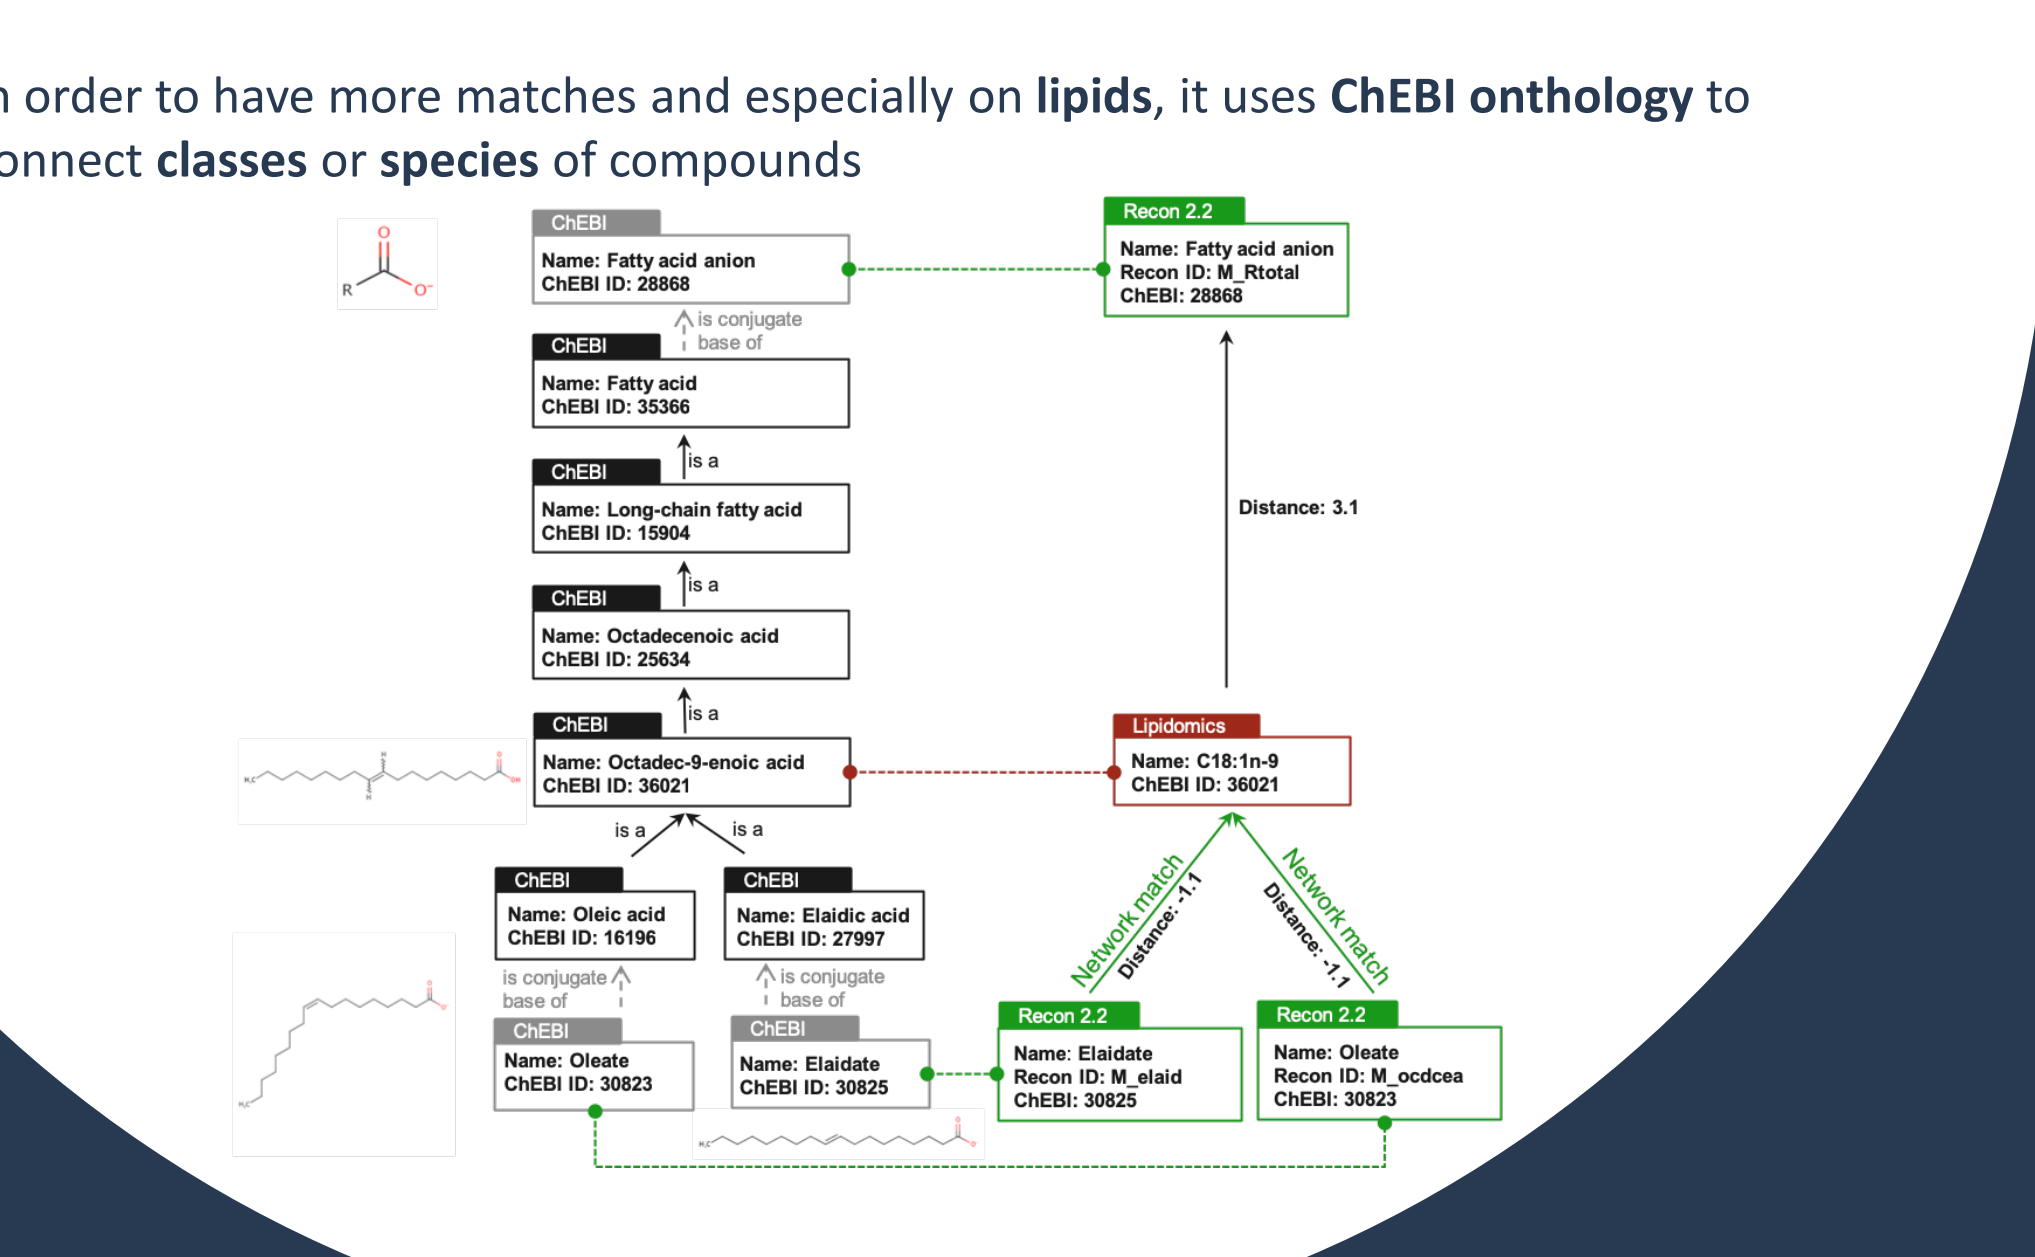 n order to have more matches and especially on lipids, it uses ChEBI onthology to
onnect classes or species of compounds
ChEBI
Name: Fatty acid anion
ChEBI ID: 28868
Recon 2.2
Name: Fatty acid anion
Recon ID: M_Rtotal
ChEBI: 28868
O
R
O⁻
is conjugate
base of
ChEBI
Name: Fatty acid
ChEBI ID: 35366
is a
ChEBI
Name: Long-chain fatty acid
ChEBI ID: 15904
Distance: 3.1
is a
ChEBI
Name: Octadecenoic acid
ChEBI ID: 25634
is a
ChEBI
Name: Octadec-9-enoic acid
ChEBI ID: 36021
Lipidomics
Name: C18:1n-9
ChEBI ID: 36021
H₃C
H
H
O
OH
is a
is a
ChEBI
Name: Oleic acid
ChEBI ID: 16196
ChEBI
Name: Elaidic acid
ChEBI ID: 27997
Network match
Distance: -1.1
Network match
Distance: -1.1
is conjugate
base of
is conjugate
base of
ChEBI
Name: Oleate
ChEBI ID: 30823
ChEBI
Name: Elaidate
ChEBI ID: 30825
Recon 2.2
Name: Elaidate
Recon ID: M_elaid
ChEBI: 30825
Recon 2.2
Name: Oleate
Recon ID: M_ocdcea
ChEBI: 30823
O
O⁻
H₃C
H₃C
O
O⁻